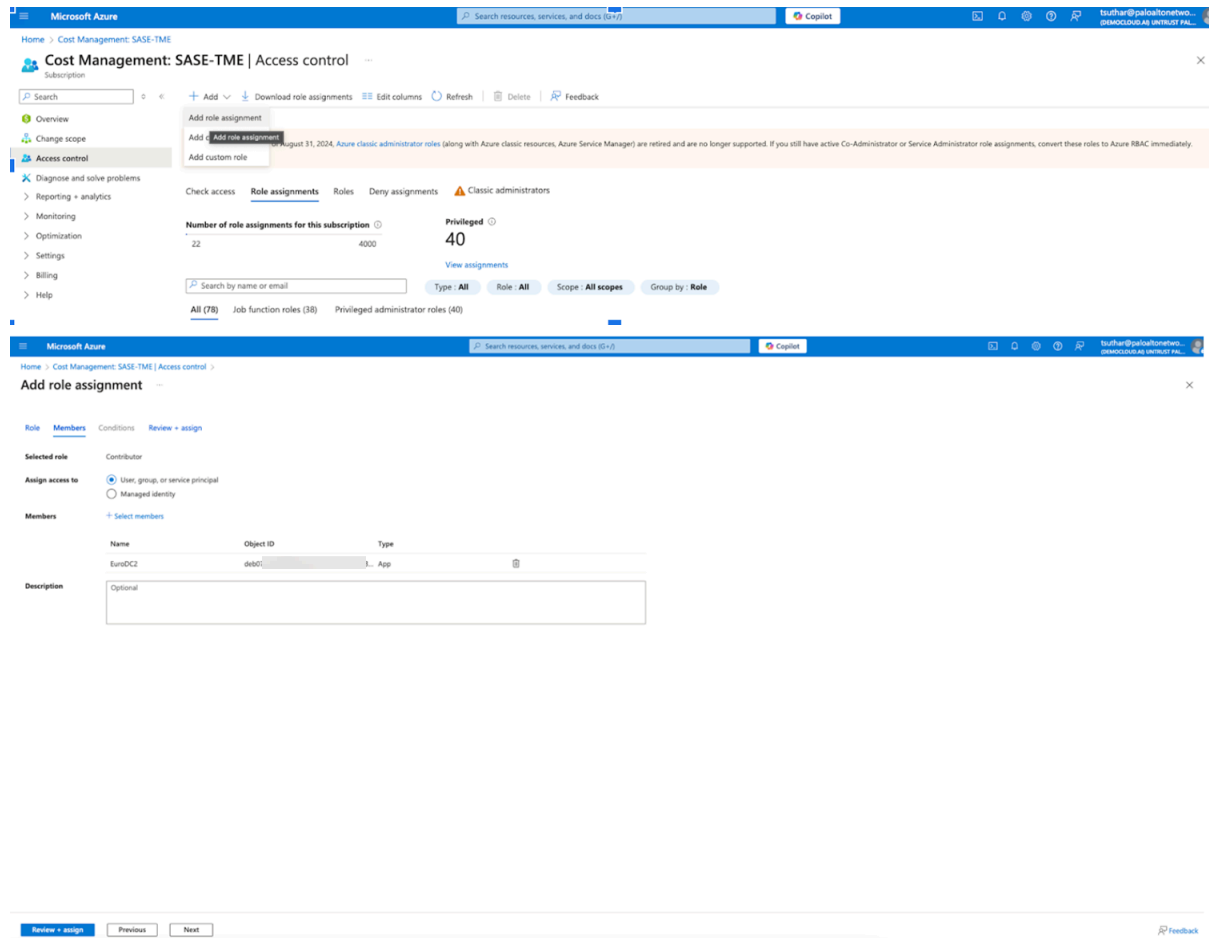 Microsoft Azure
Search resources, services, and docs (G+/)
Copilot
tsuthar@paloaltonetwo...
(DEMOCLOUD.AI) UNTRUST PAL...
Home > Cost Management: SASE-TME
Cost Management: SASE-TME | Access control ...
Subscription
Search
+ Add
Download role assignments
Edit columns
Refresh
Delete
Feedback
Overview
Change scope
Access control
Diagnose and solve problems
Reporting + analytics
Monitoring
Optimization
Settings
Billing
Help
Add role assignment
Add c
Add role assignment
Add custom role
August 31, 2024, Azure classic administrator roles (along with Azure classic resources, Azure Service Manager) are retired and are no longer supported. If you still have active Co-Administrator or Service Administrator role assignments, convert these roles to Azure RBAC immediately.
Check access
Role assignments
Roles
Deny assignments
Classic administrators
Number of role assignments for this subscription
22
4000
Privileged
40
View assignments
Search by name or email
Type : All
Role : All
Scope : All scopes
Group by : Role
All (78)
Job function roles (38)
Privileged administrator roles (40)
Microsoft Azure
Search resources, services, and docs (G+/)
Copilot
tsuthar@paloaltonetwo...
(DEMOCLOUD.AI) UNTRUST PAL...
Home > Cost Management: SASE-TME | Access control >
Add role assignment ...
Role
Members
Conditions
Review + assign
Selected role
Contributor
Assign access to
User, group, or service principal
Managed identity
Members
+ Select members
Name
Object ID
Type
EuroDC2
App
Description
Optional
Review + assign
Previous
Next
Feedback